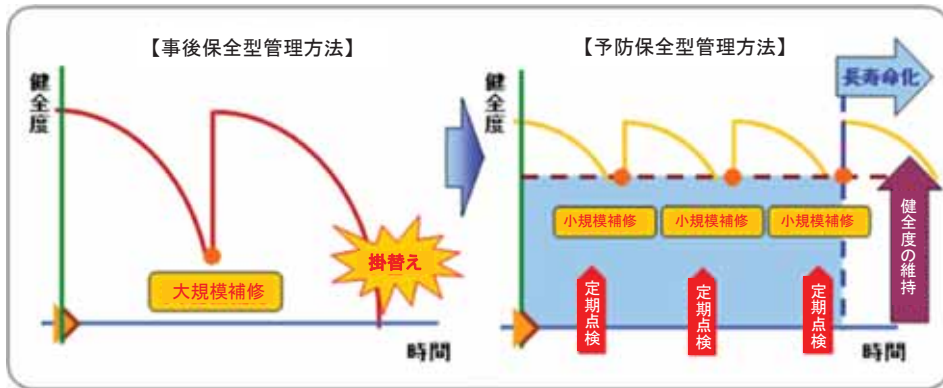 【事後保全型管理方法】
健全度
大規模補修
掛替え
時間
【予防保全型管理方法】
長寿命化
健全度
小規模補修
小規模補修
小規模補修
定期点検
定期点検
定期点検
健全度の維持
時間